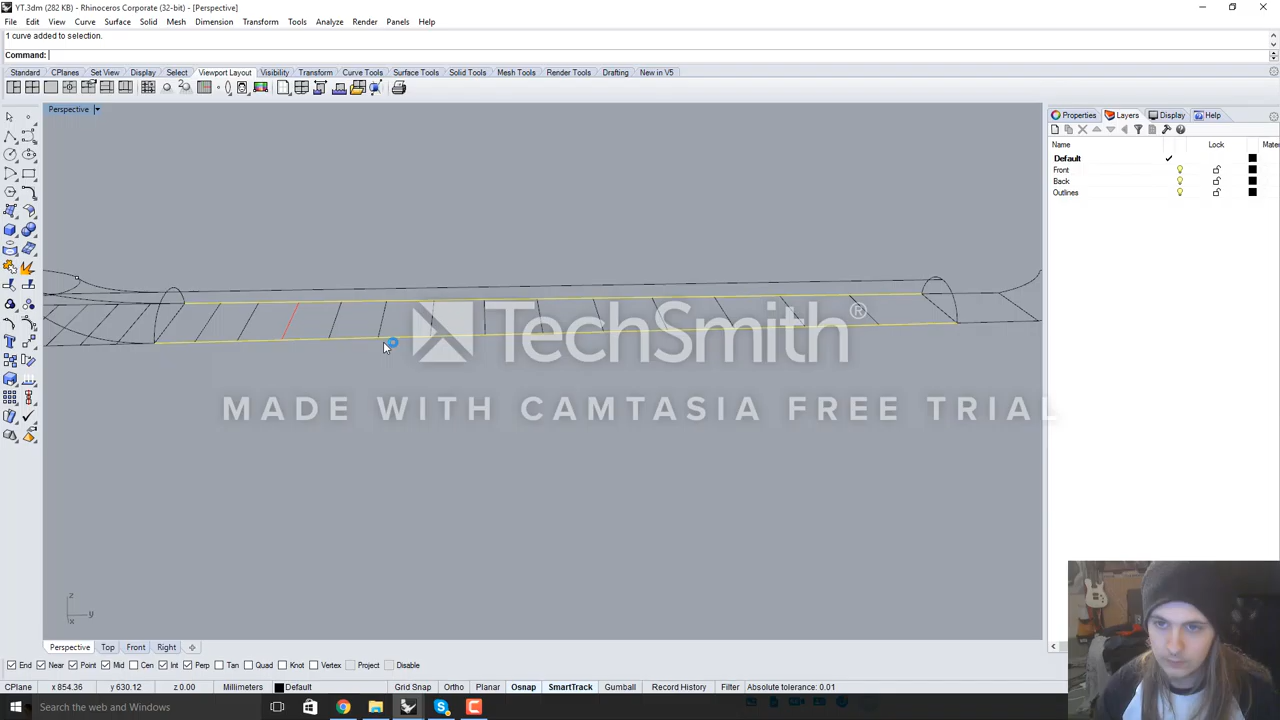 YT.3dm (282 KB) - Rhinoceros Corporate (32-bit) - [Perspective]
File Edit View Curve Surface Solid Mesh Dimension Transform Tools Analyze Render Panels Help
1 curve added to selection.
Command:
Standard CPlanes Set View Display Select Viewport Layout Visibility Transform Curve Tools Surface Tools Solid Tools Mesh Tools Render Tools Drafting New in V5
Perspective
Properties Layers Display Help
Name Lock Mate
Default
Front
Back
Outlines
TechSmith®
MADE WITH CAMTASIA FREE TRIAL
z
y
x
Perspective Top Front Right
End Near Point Mid Cen Int Perp Tan Quad Knot Vertex Project Disable
CPlane x 854.36 y 630.12 z 0.00 Millimeters Default Grid Snap Ortho Planar Osnap SmartTrack Gumball Record History Filter Absolute tolerance: 0.01
Search the web and Windows